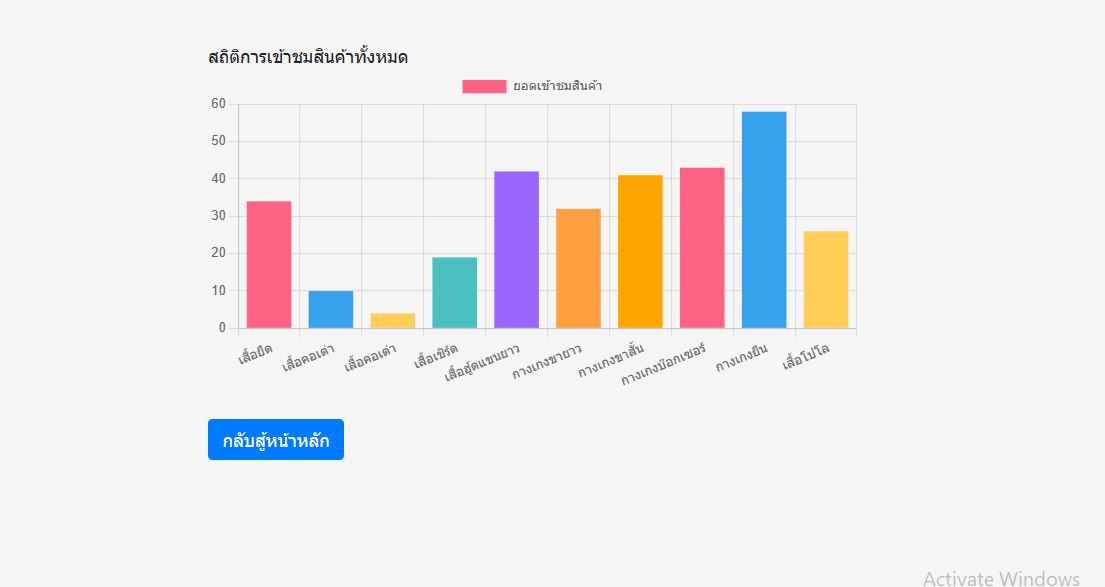 สถิติการเข้าชมสินค้าทั้งหมด
ยอดเข้าชมสินค้า
60
50
40
30
20
10
0
เสื้อยืด
เสื้อคอเต่า
เสื้อคอเต่า
เสื้อเชิร์ต
เสื้อฮู้ดแขนยาว
กางเกงขายาว
กางเกงขาสั้น
กางเกงบ๊อกเซอร์
กางเกงยีน
เสื้อโปโล
กลับสู้หน้าหลัก
Activate Windows